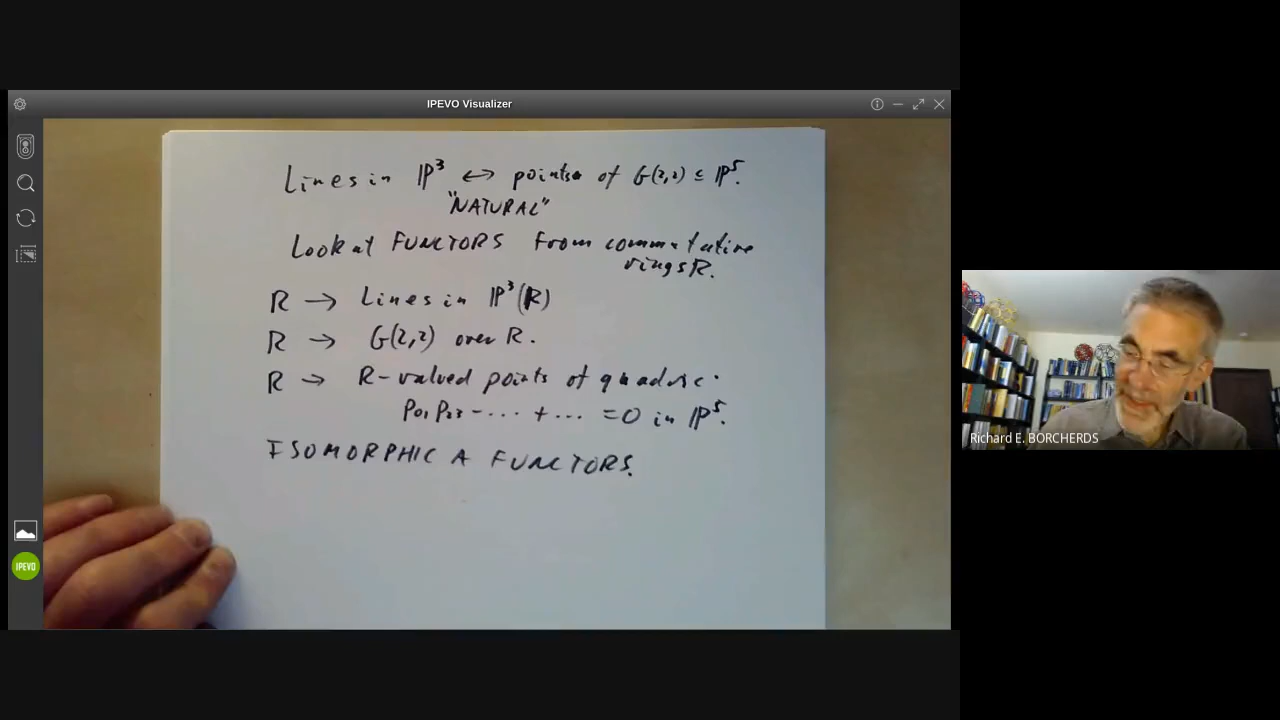 IPEVO Visualizer
Lines in ℙ³ ↔ points of G(2,2) ⊆ ℙ⁵.
"NATURAL"
Look at FUNCTORS from commutative
rings R.
R → Lines in ℙ³(R)
R → G(2,2) over R.
R → R-valued points of quadric
P₀₁P₂₃ - ... + ... = 0 in ℙ⁵.
ISOMORPHIC A FUNCTORS.
IPEVO
Richard E. BORCHERDS